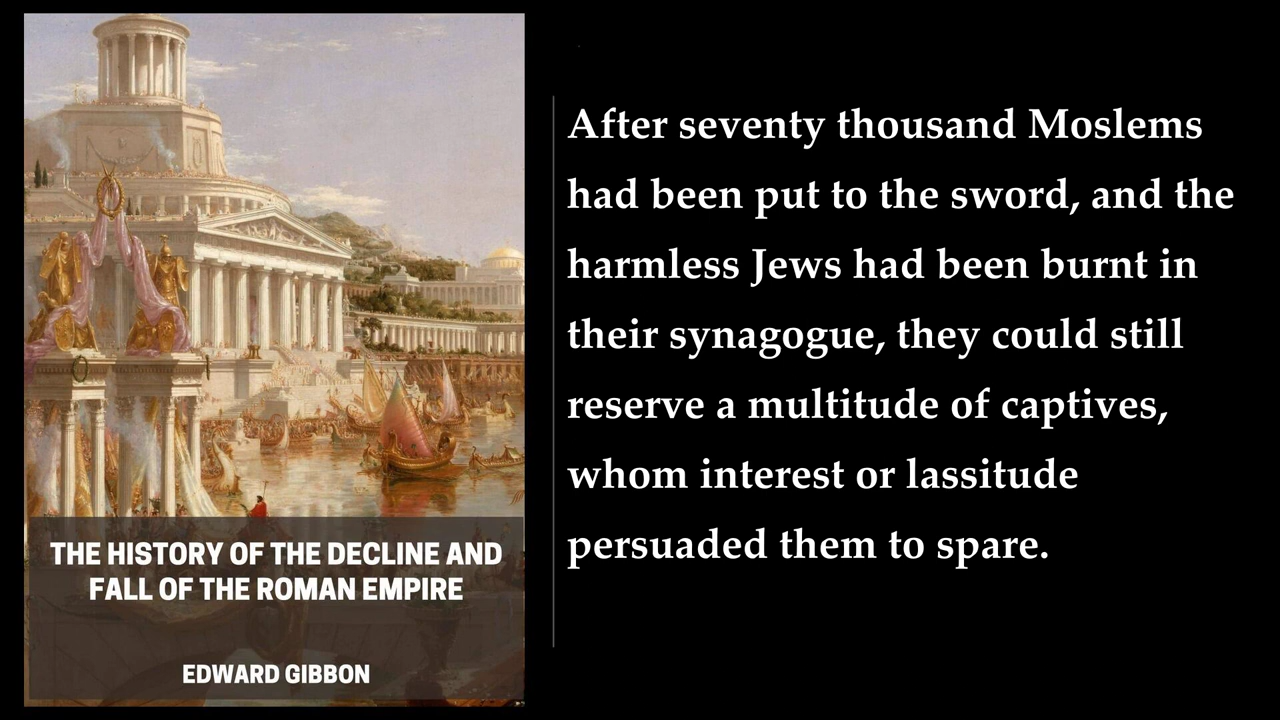 THE HISTORY OF THE DECLINE AND
FALL OF THE ROMAN EMPIRE
EDWARD GIBBON
After seventy thousand Moslems
had been put to the sword, and the
harmless Jews had been burnt in
their synagogue, they could still
reserve a multitude of captives,
whom interest or lassitude
persuaded them to spare.